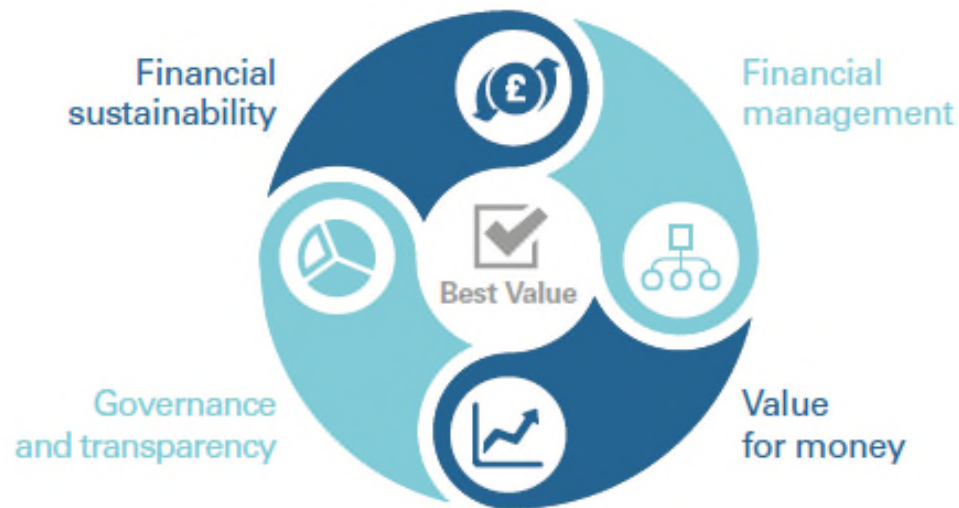 Financial
sustainability
£
Financial
management
Best Value
Governance
and transparency
Value
for money